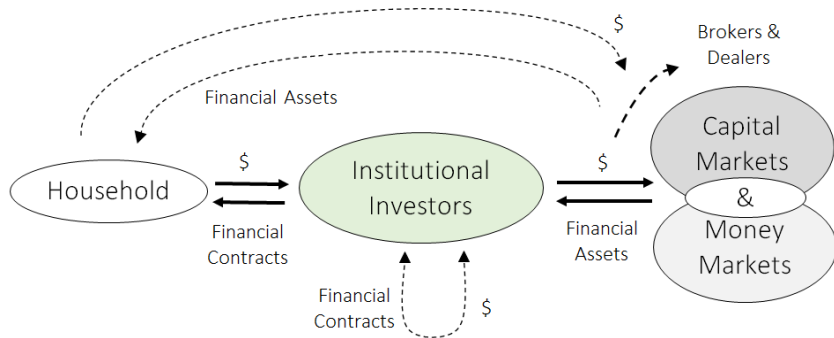 $
Brokers &
Dealers
Financial Assets
Capital
Markets
$
Institutional
Investors
$
Household
&
Financial
Contracts
Financial
Assets
Money
Markets
Financial
Contracts
$